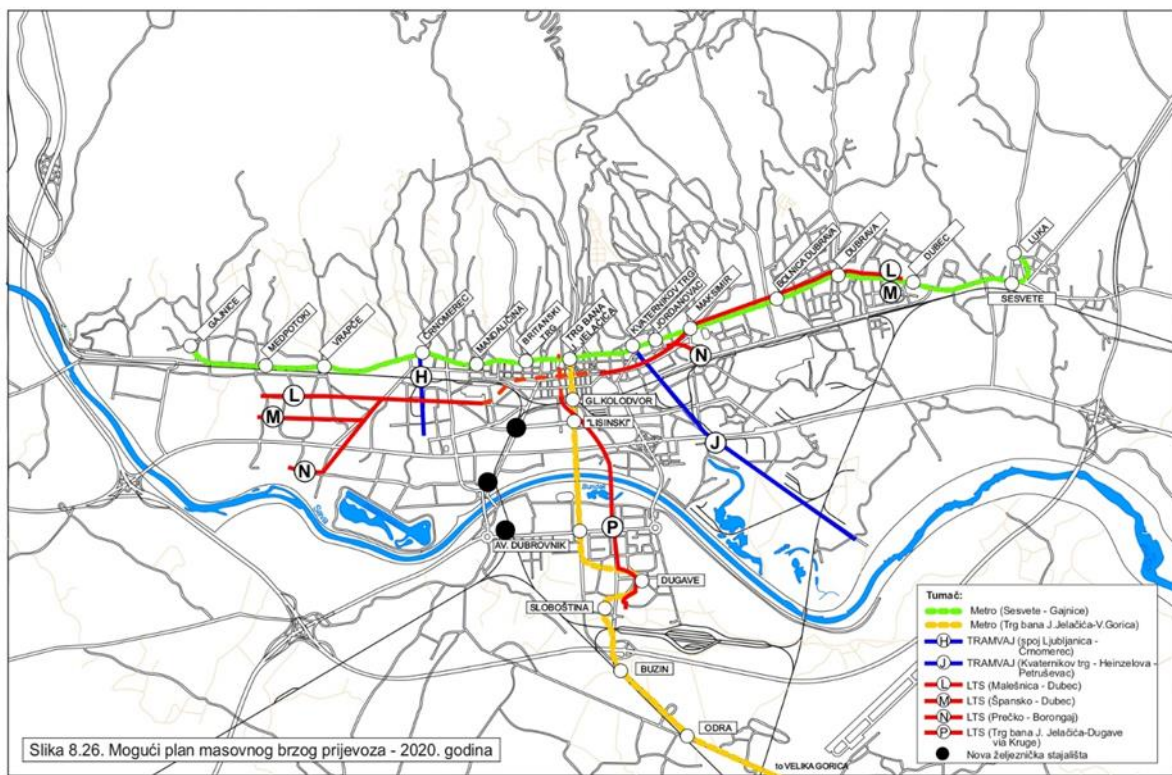 GAJNICE
MEDPOTOKI
VRAPČE
ČRNOMEREC
MANDALIČINA
BRITANSKI
TRG
TRG BANA
JELAČIĆA
KVATERNIKOV TRG
JORDANOVAC
MAKSIMIR
BOLNICA DUBRAVA
DUBRAVA
DUBEC
LUKA
SESVETE
L
M
H
N
L
M
N
GL.KOLODVOR
"LISINSKI"
J
P
AV. DUBROVNIK
DUGAVE
SLOBOŠTINA
BUZIN
ODRA
to VELIKA GORICA
Sava
Tumač:
Metro (Sesvete - Gajnice)
Metro (Trg bana J.Jelačića-V.Gorica)
H TRAMVAJ (spoj Ljubljanica -
Črnomerec)
J TRAMVAJ (Kvaternikov trg - Heinzelova -
Petruševac)
L LTS (Malešnica - Dubec)
M LTS (Špansko - Dubec)
N LTS (Prečko - Borongaj)
P LTS (Trg bana J. Jelačića-Dugave
via Kruge)
Nova željeznička stajališta
Slika 8.26. Mogući plan masovnog brzog prijevoza - 2020. godina